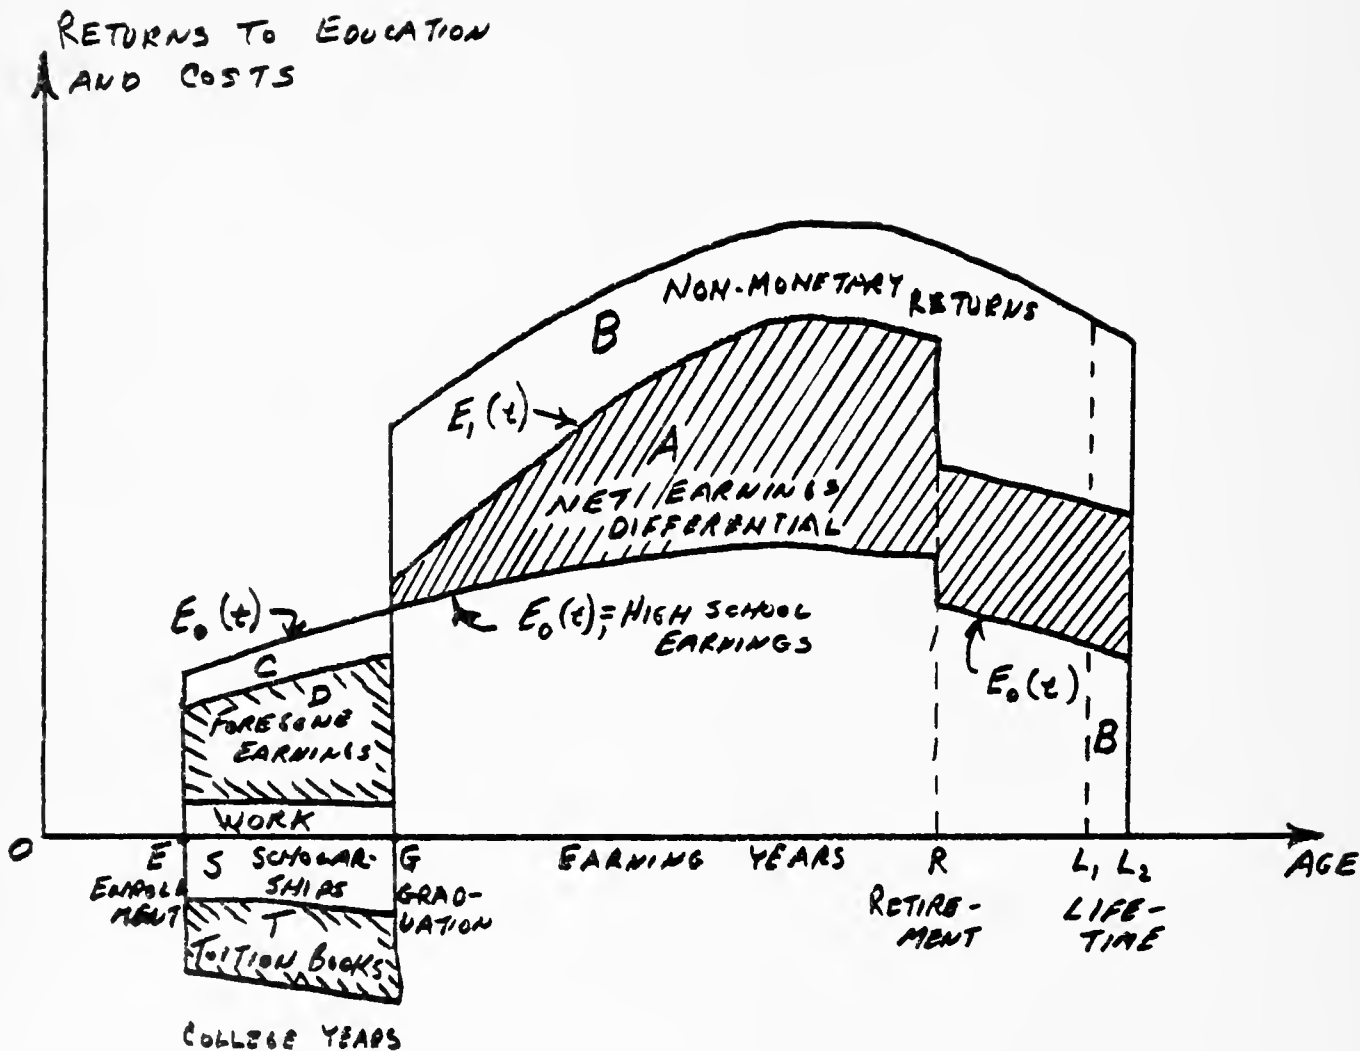 RETURNS TO EDUCATION
AND COSTS
NON-MONETARY RETURNS
B
E₁(t)
A
NET EARNINGS
DIFFERENTIAL
E₀(t)
E₀(t), = HIGH SCHOOL
EARNINGS
C
D
FOREGONE
EARNINGS
E₀(t)
B
WORK
O
E
S
SCHOLAR-
SHIPS
G
EARNING YEARS
R
L₁ L₂
AGE
ENROLL
MENT
GRAD-
UATION
RETIRE-
MENT
LIFE-
TIME
T
TUITION BOOKS
COLLEGE YEARS